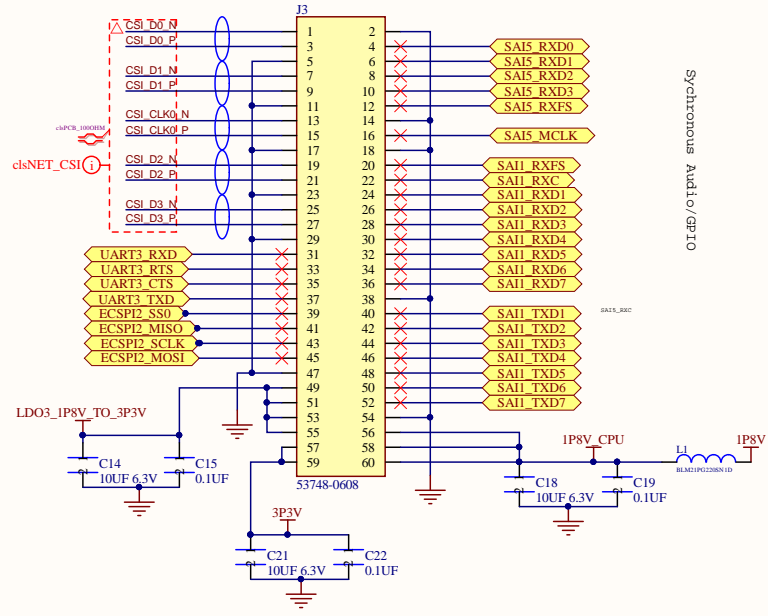 J3
CSI_D0_N 1 2
CSI_D0_P 3 4 SAI5_RXD0
5 6 SAI5_RXD1
CSI_D1_N 7 8 SAI5_RXD2
CSI_D1_P 9 10 SAI5_RXD3
11 12 SAI5_RXFS
CSI_CLK0_N 13 14
clsPCB_100OHM
CSI_CLK0_P 15 16 SAI5_MCLK
17 18
clsNET_CSI i
CSI_D2_N 19 20 SAI1_RXFS
CSI_D2_P 21 22 SAI1_RXC
23 24 SAI1_RXD1
CSI_D3_N 25 26 SAI1_RXD2
CSI_D3_P 27 28 SAI1_RXD3
29 30 SAI1_RXD4
UART3_RXD 31 32 SAI1_RXD5
UART3_RTS 33 34 SAI1_RXD6
UART3_CTS 35 36 SAI1_RXD7
UART3_TXD 37 38
ECSPI2_SS0 39 40 SAI1_TXD1
SAI5_RXC
ECSPI2_MISO 41 42 SAI1_TXD2
ECSPI2_SCLK 43 44 SAI1_TXD3
ECSPI2_MOSI 45 46 SAI1_TXD4
47 48 SAI1_TXD5
49 50 SAI1_TXD6
51 52 SAI1_TXD7
53 54
55 56
57 58
59 60
53748-0608
Sychronous Audio/GPIO
LDO3_1P8V_TO_3P3V
C14
10UF 6.3V
C15
0.1UF
1P8V_CPU
L1
BLM21PG220SN1D
1P8V
C18
10UF 6.3V
C19
0.1UF
3P3V
C21
10UF 6.3V
C22
0.1UF